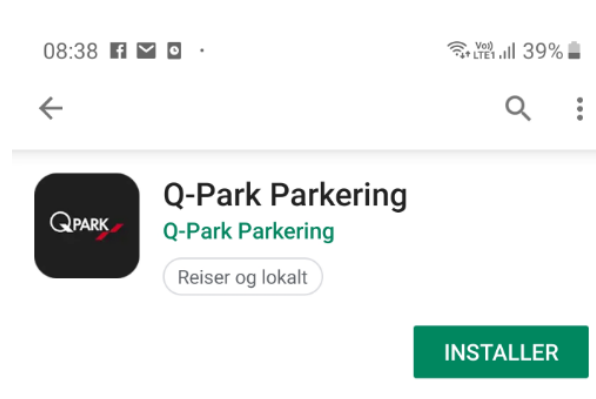 08:38 39%
Vo))
LTE1
Q-Park Parkering
QPARK
Q-Park Parkering
Reiser og lokalt
INSTALLER